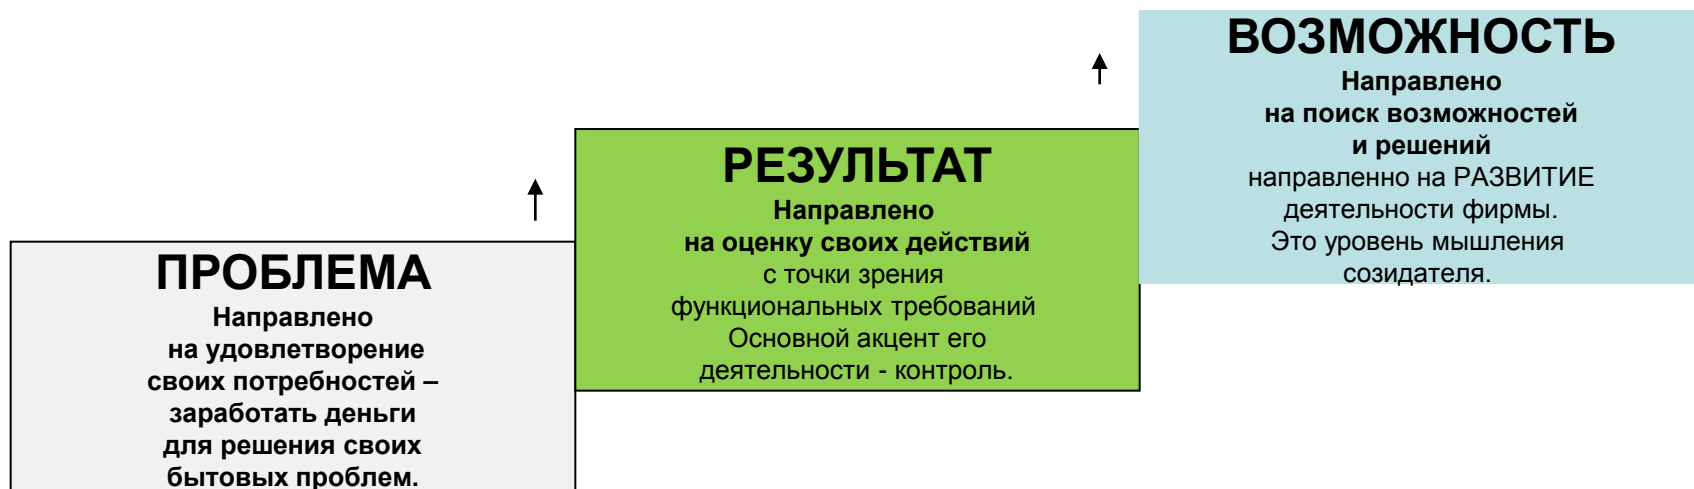 ПРОБЛЕМА
Направлено
на удовлетворение
своих потребностей –
заработать деньги
для решения своих
бытовых проблем.
РЕЗУЛЬТАТ
Направлено
на оценку своих действий
с точки зрения
функциональных требований
Основной акцент его
деятельности - контроль.
ВОЗМОЖНОСТЬ
Направлено
на поиск возможностей
и решений
направленно на РАЗВИТИЕ
деятельности фирмы.
Это уровень мышления
созидателя.